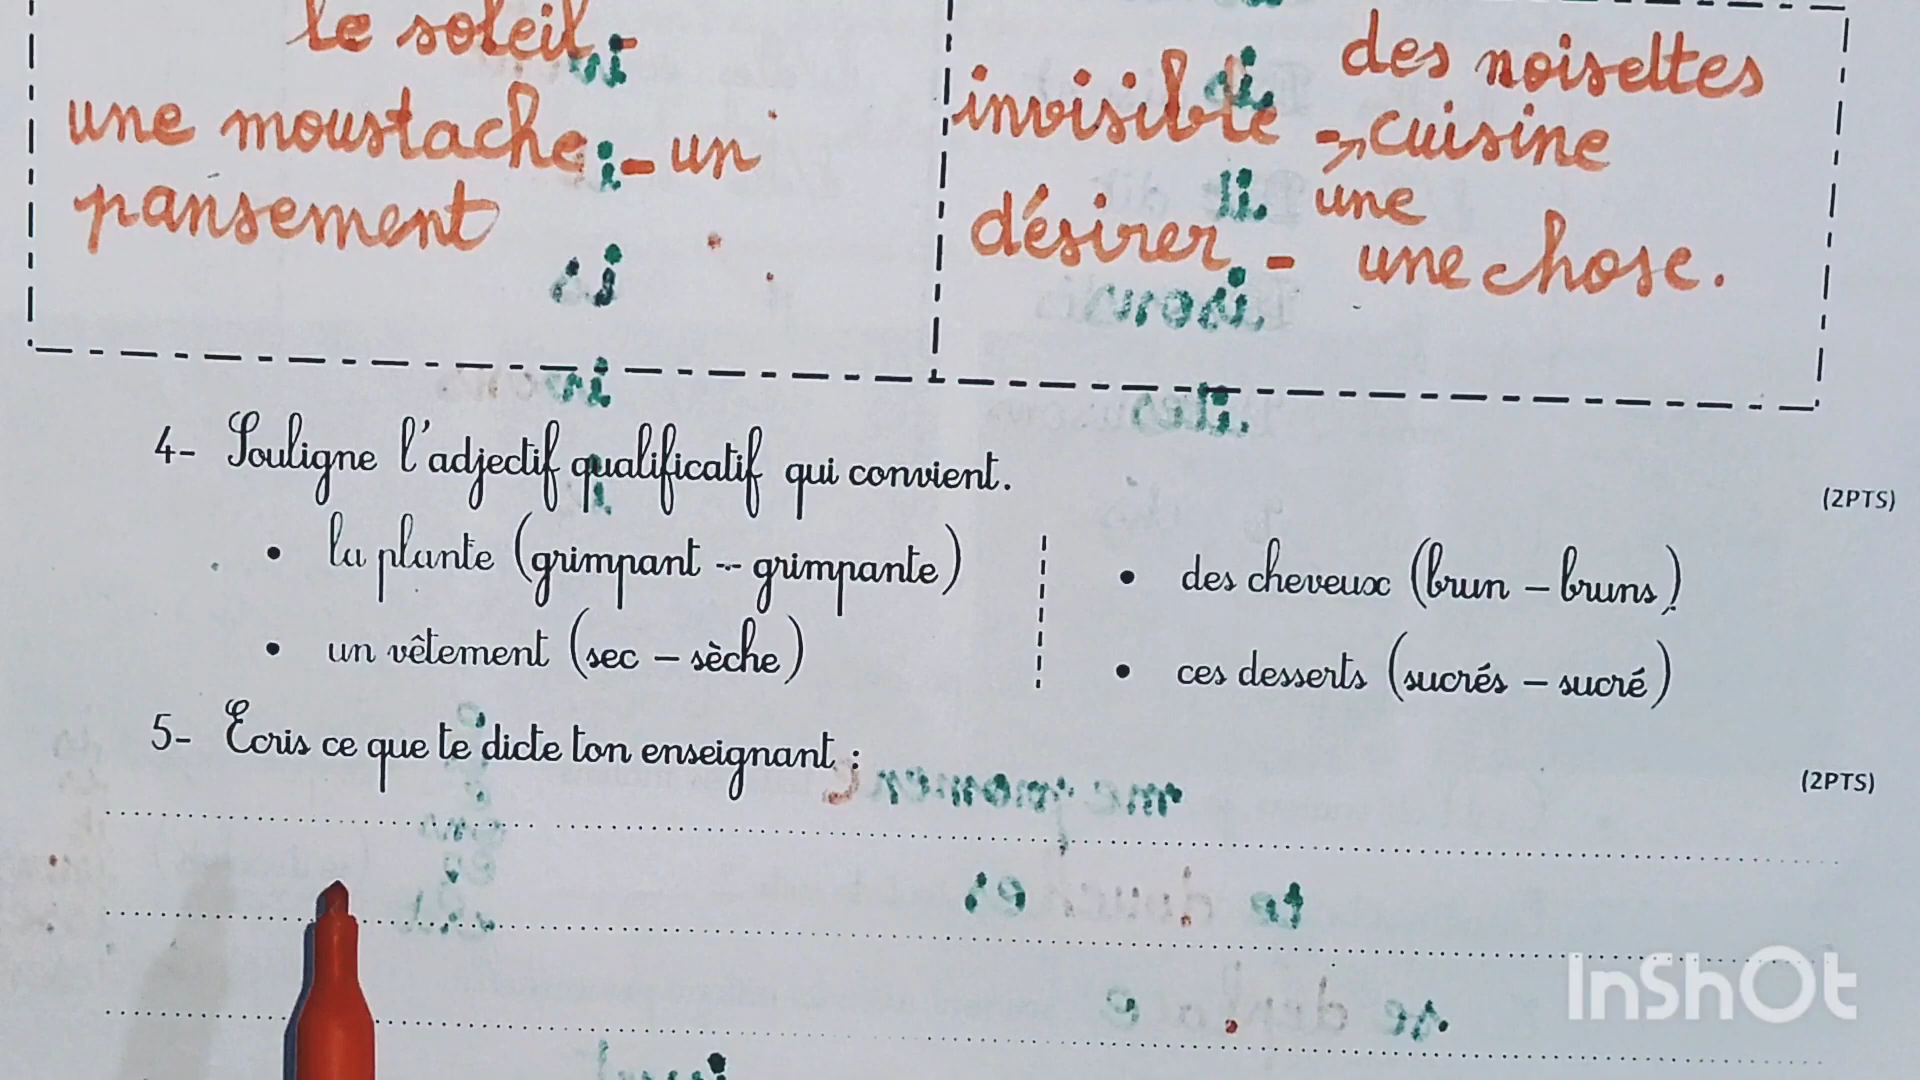 le soleil -
une moustache - un
pansement
des noisettes
invisible - cuisine
une
désirer - une chose.
4- Souligne l'adjectif qualificatif qui convient.
(2PTS)
• la plante (grimpant - grimpante)
• des cheveux (brun - bruns)
• un vêtement (sec - sèche)
• ces desserts (sucrés - sucré)
5- Ecris ce que te dicte ton enseignant :
(2PTS)
InShOt